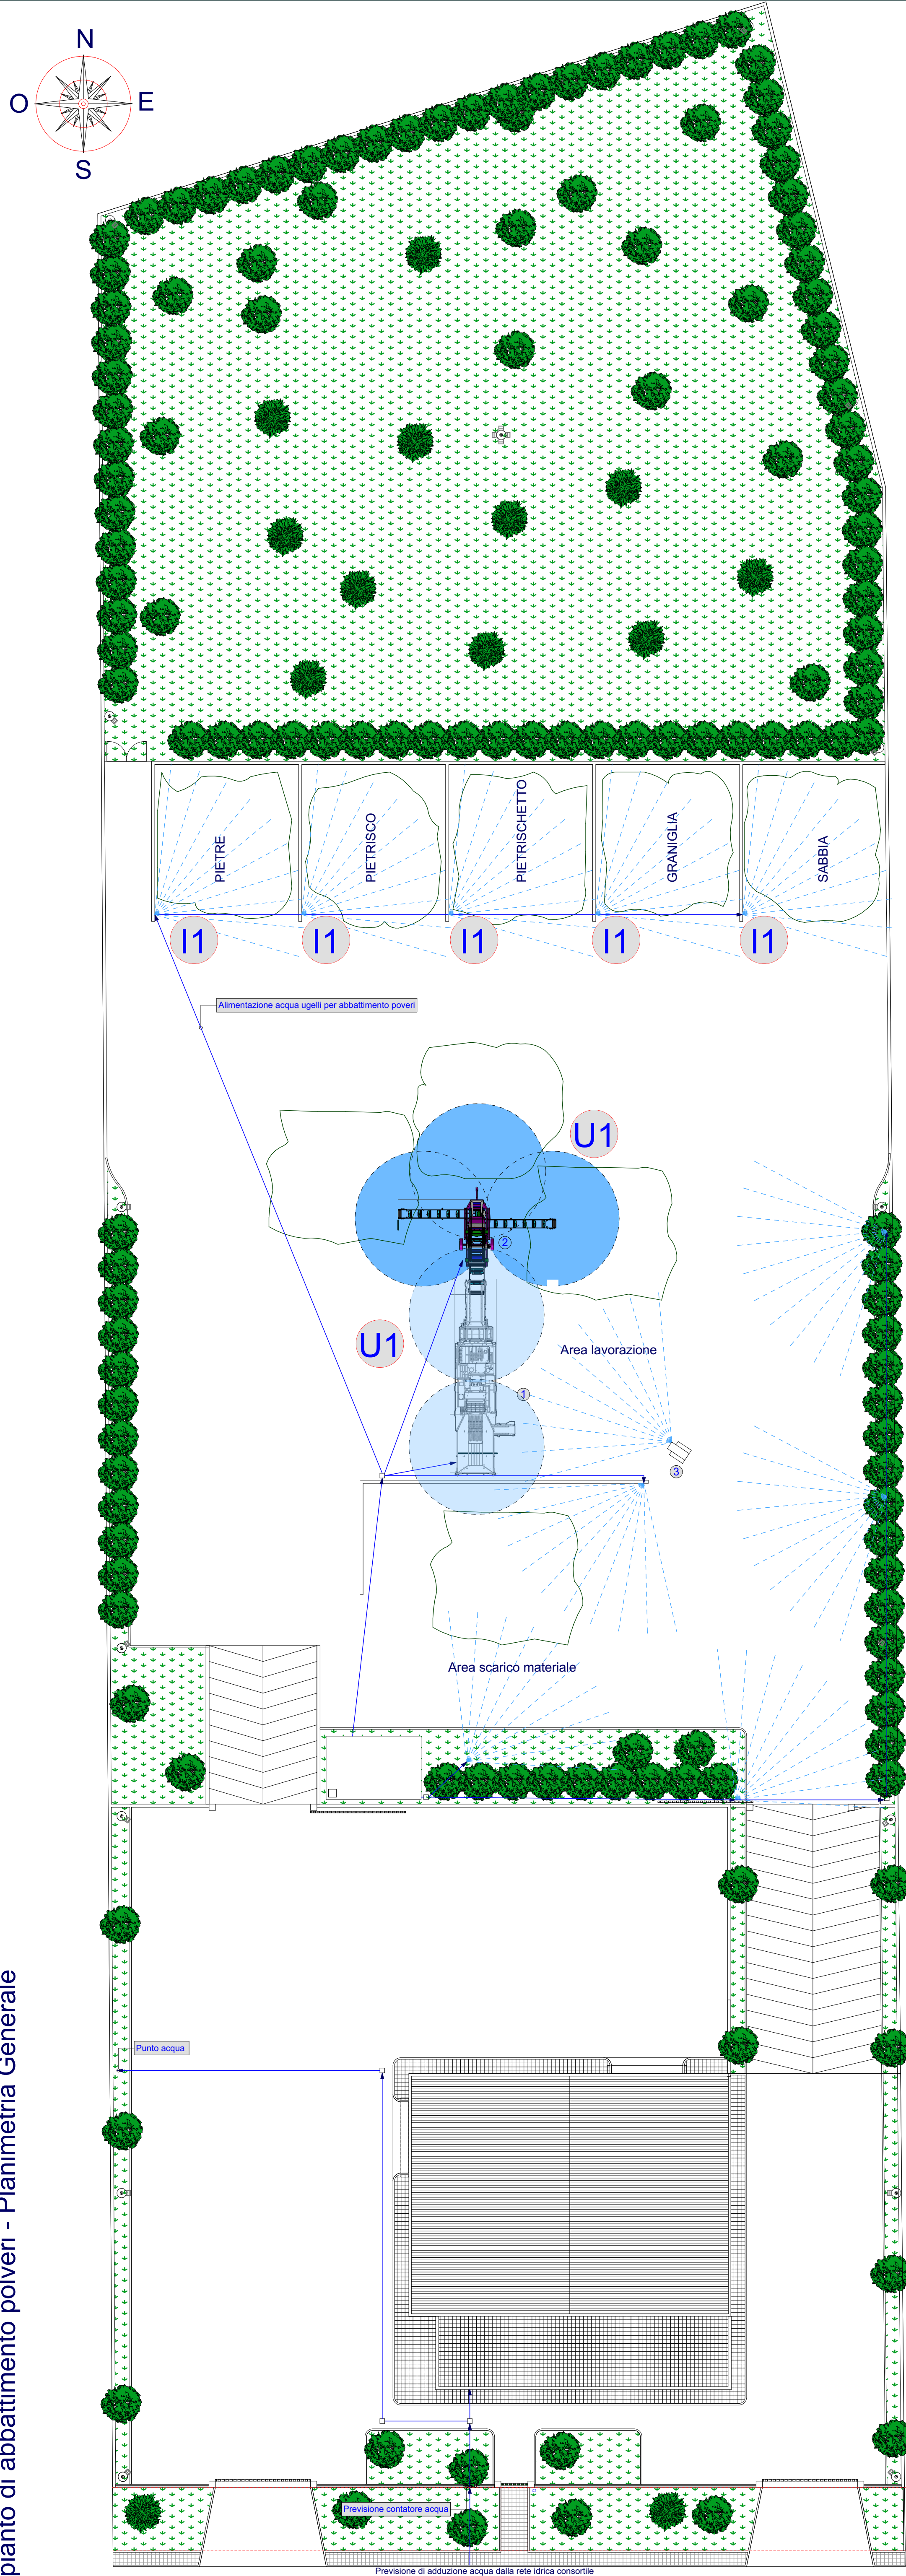 N
O
E
S
PIETRE
PIETRISCO
PIETRISCHETTO
GRANIGLIA
SABBIA
I1
I1
I1
I1
I1
Alimentazione acqua ugelli per abbattimento poveri
U1
2
U1
Area lavorazione
1
3
Area scarico materiale
pianto di abbattimento polveri - Planimetria Generale
Punto acqua
Previsione contatore acqua
Previsione di adduzione acqua dalla rete idrica consortile